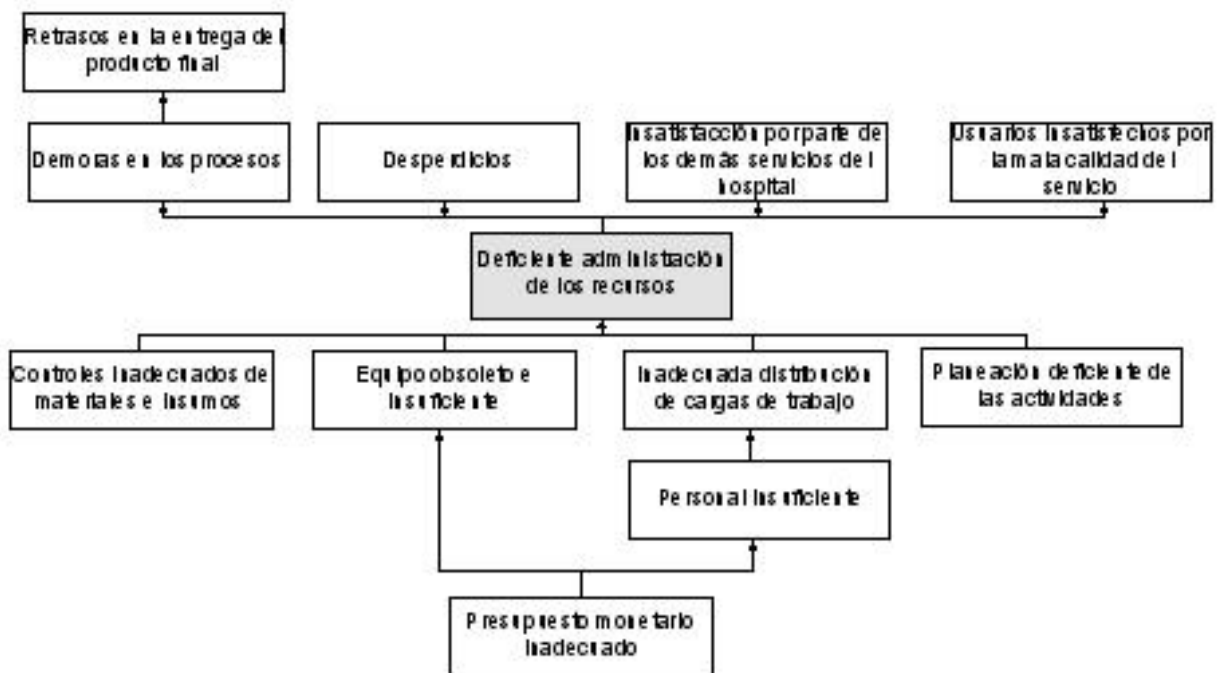 Retrasos en la entrega del
producto final
Demoras en los procesos
Desperdicios
Insatisfacción por parte de
los demás servicios del
hospital
Usuarios insatisfechos por
la mala calidad del
servicio
Deficiente administración
de los recursos
Controles inadecuados de
materiales e insumos
Equipo obsoleto e
insuficiente
Inadecuada distribución
de cargas de trabajo
Planeación deficiente de
las actividades
Personal insuficiente
Presupuesto monetario
inadecuado